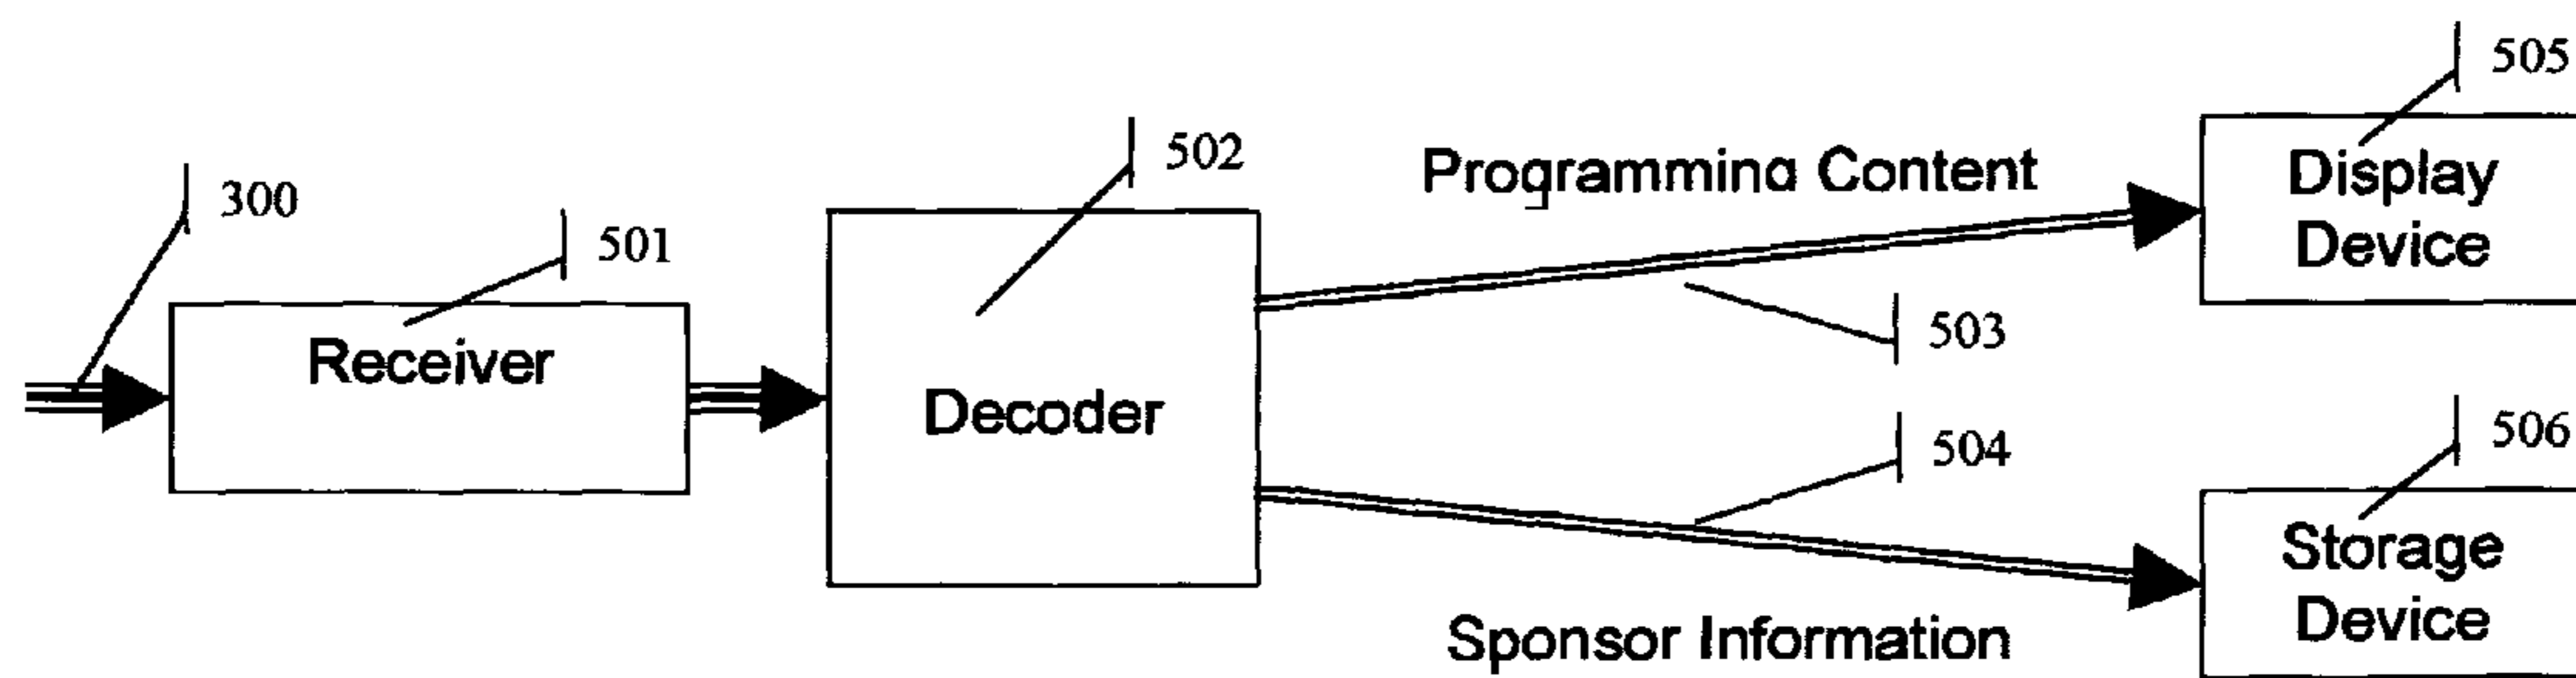 505
502
Programming Content
Display
Device
300
501
Receiver
503
Decoder
504
506
Storage
Device
Sponsor Information